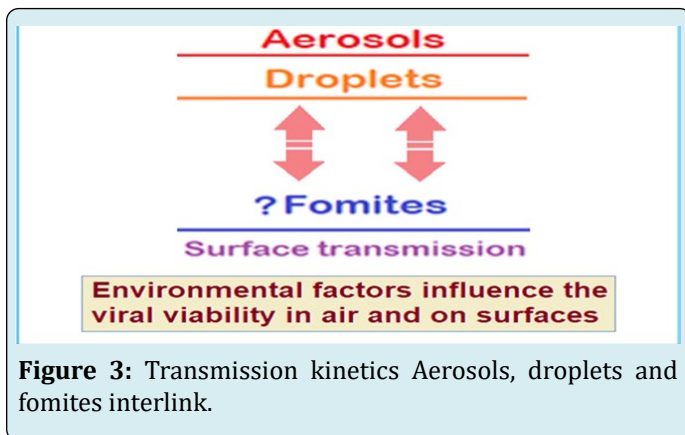 Aerosols
Droplets
? Fomites
Surface transmission
Environmental factors influence the
viral viability in air and on surfaces
Figure 3: Transmission kinetics Aerosols, droplets and
fomites interlink.